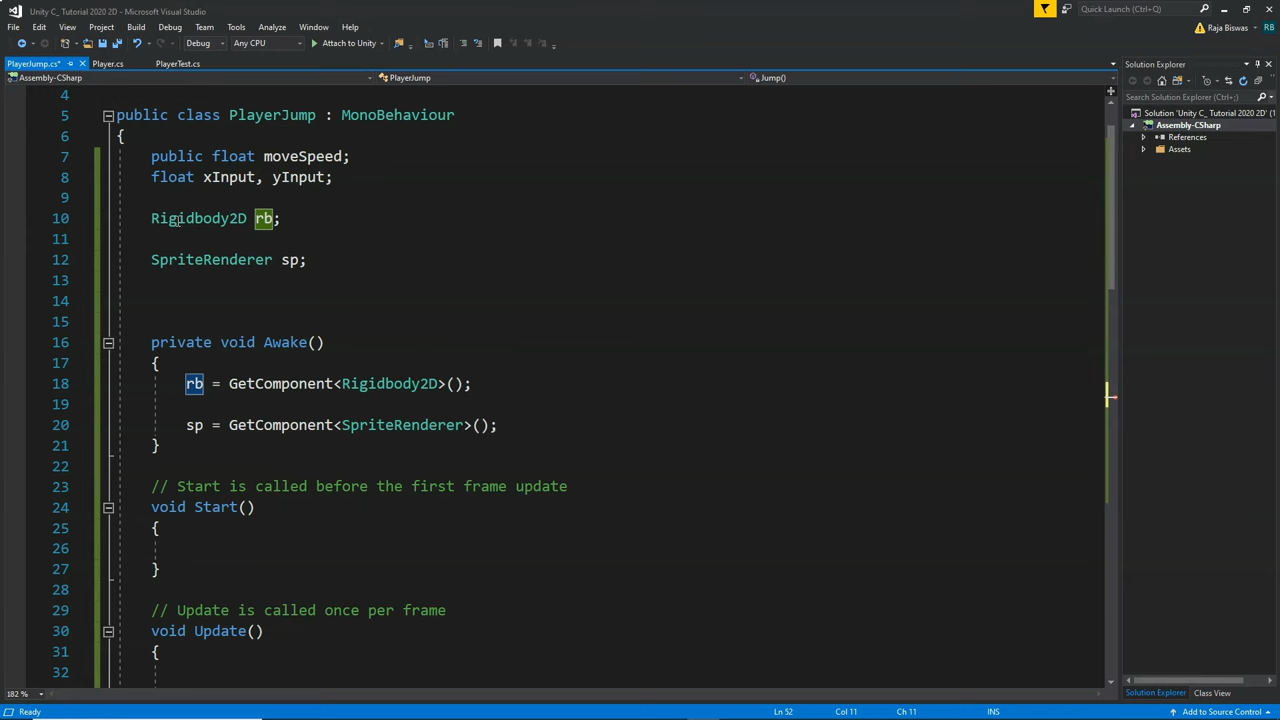 Unity C_ Tutorial 2020 2D - Microsoft Visual Studio
Quick Launch (Ctrl+Q)
File Edit View Project Build Debug Team Tools Analyze Window Help
Raja Biswas RB
Debug Any CPU Attach to Unity
PlayerJump.cs* Player.cs PlayerTest.cs
Solution Explorer
Assembly-CSharp PlayerJump Jump()
Search Solution Explorer (Ctrl+;)
Solution 'Unity C_ Tutorial 2020 2D' (1
Assembly-CSharp
References
Assets
4
5 public class PlayerJump : MonoBehaviour
6 {
7 public float moveSpeed;
8 float xInput, yInput;
9
10 Rigidbody2D rb;
11
12 SpriteRenderer sp;
13
14
15
16 private void Awake()
17 {
18 rb = GetComponent<Rigidbody2D>();
19
20 sp = GetComponent<SpriteRenderer>();
21 }
22
23 // Start is called before the first frame update
24 void Start()
25 {
26
27 }
28
29 // Update is called once per frame
30 void Update()
31 {
32
182 %
Solution Explorer Class View
Ready Ln 52 Col 11 Ch 11 INS Add to Source Control